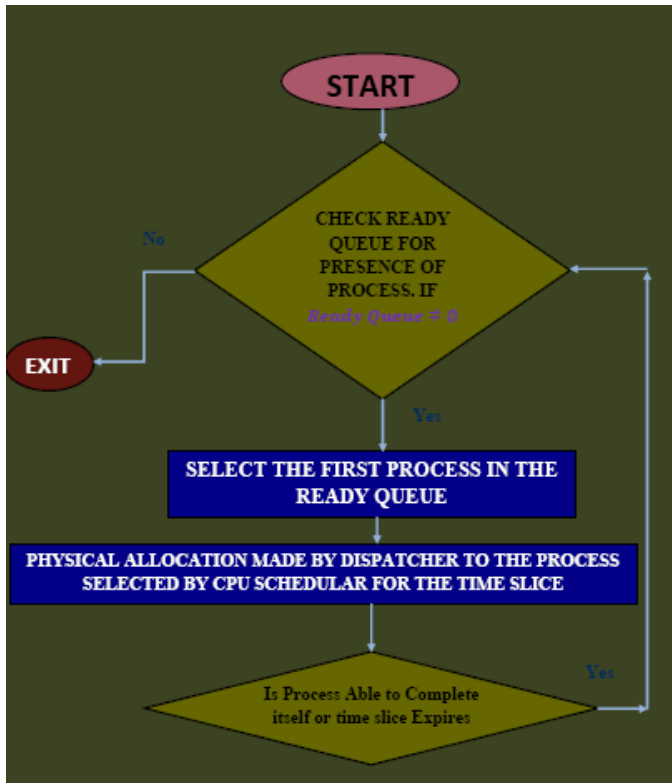 START
CHECK READY
QUEUE FOR
PRESENCE OF
PROCESS. IF
Ready Queue ≠ 0
No
EXIT
Yes
SELECT THE FIRST PROCESS IN THE
READY QUEUE
PHYSICAL ALLOCATION MADE BY DISPATCHER TO THE PROCESS
SELECTED BY CPU SCHEDULAR FOR THE TIME SLICE
Is Process Able to Complete
itself or time slice Expires
Yes